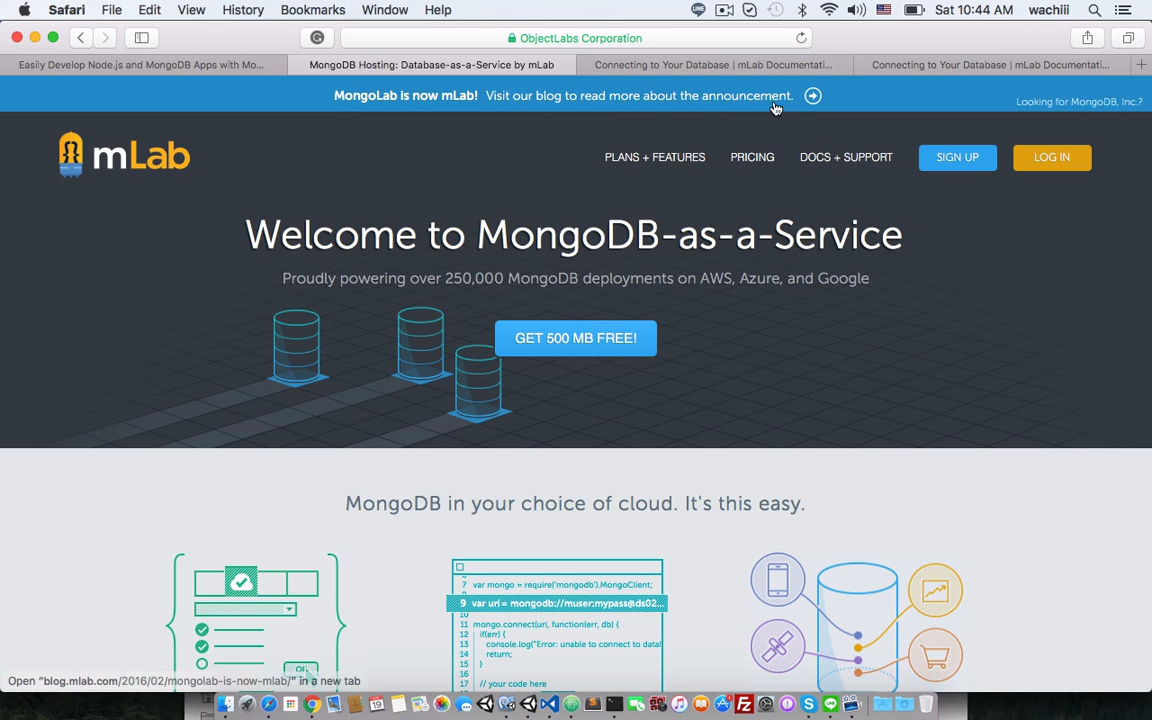 Safari File Edit View History Bookmarks Window Help Sat 10:44 AM wachiii
ObjectLabs Corporation
Easily Develop Node.js and MongoDB Apps with Mo... MongoDB Hosting: Database-as-a-Service by mLab Connecting to Your Database | mLab Documentati... Connecting to Your Database | mLab Documentati...
MongoLab is now mLab! Visit our blog to read more about the announcement.
Looking for MongoDB, Inc.?
mLab PLANS + FEATURES PRICING DOCS + SUPPORT SIGN UP LOG IN
Welcome to MongoDB-as-a-Service
Proudly powering over 250,000 MongoDB deployments on AWS, Azure, and Google
GET 500 MB FREE!
MongoDB in your choice of cloud. It's this easy.
7 var mongo = require('mongodb').MongoClient;
9 var uri = mongodb://muser:mypass@ds02...
11 mongo.connect(uri, function(err, db) {
12 if(err) {
13 console.log("Error: unable to connect to datal
14 return;
15 }
16
17 // your code here
Open "blog.mlab.com/2016/02/mongolab-is-now-mlab/" in a new tab